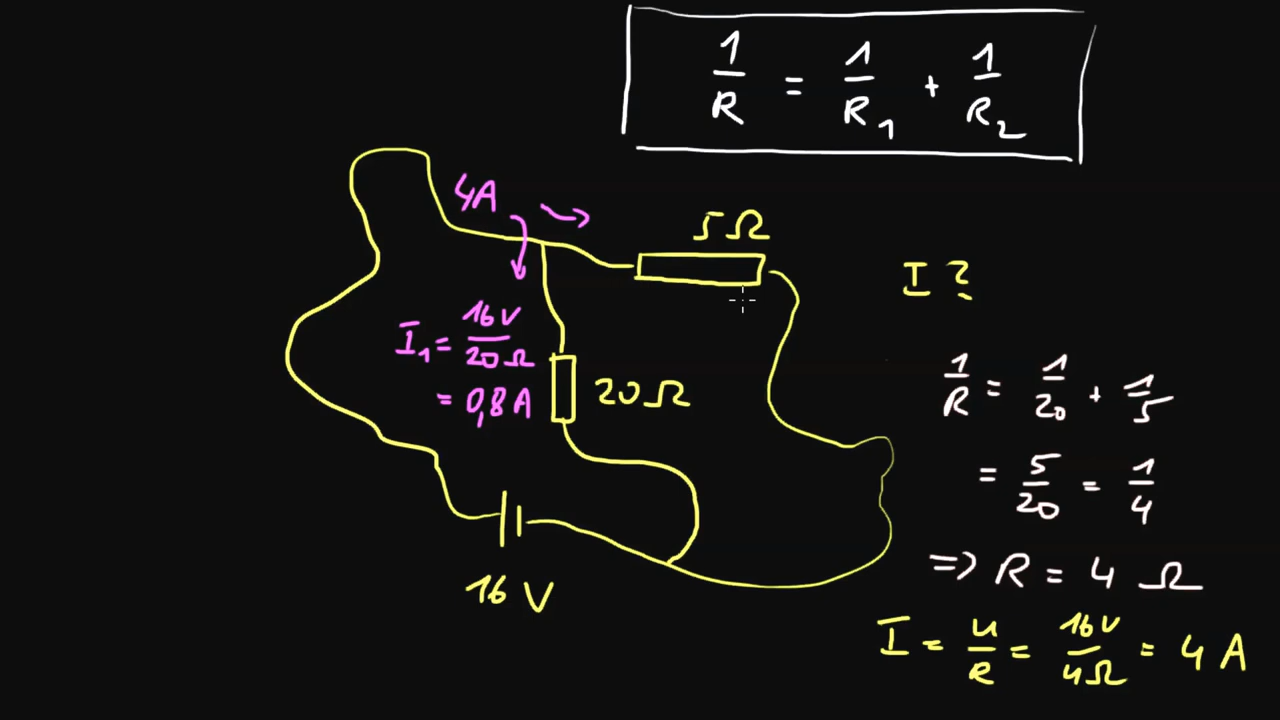 1/R = 1/R₁ + 1/R₂
4A
5Ω
I ?
I₁ = 16V/20Ω
= 0,8A
20Ω
16 V
1/R = 1/20 + 1/5
= 5/20 = 1/4
=> R = 4 Ω
I = U/R = 16V/4Ω = 4 A